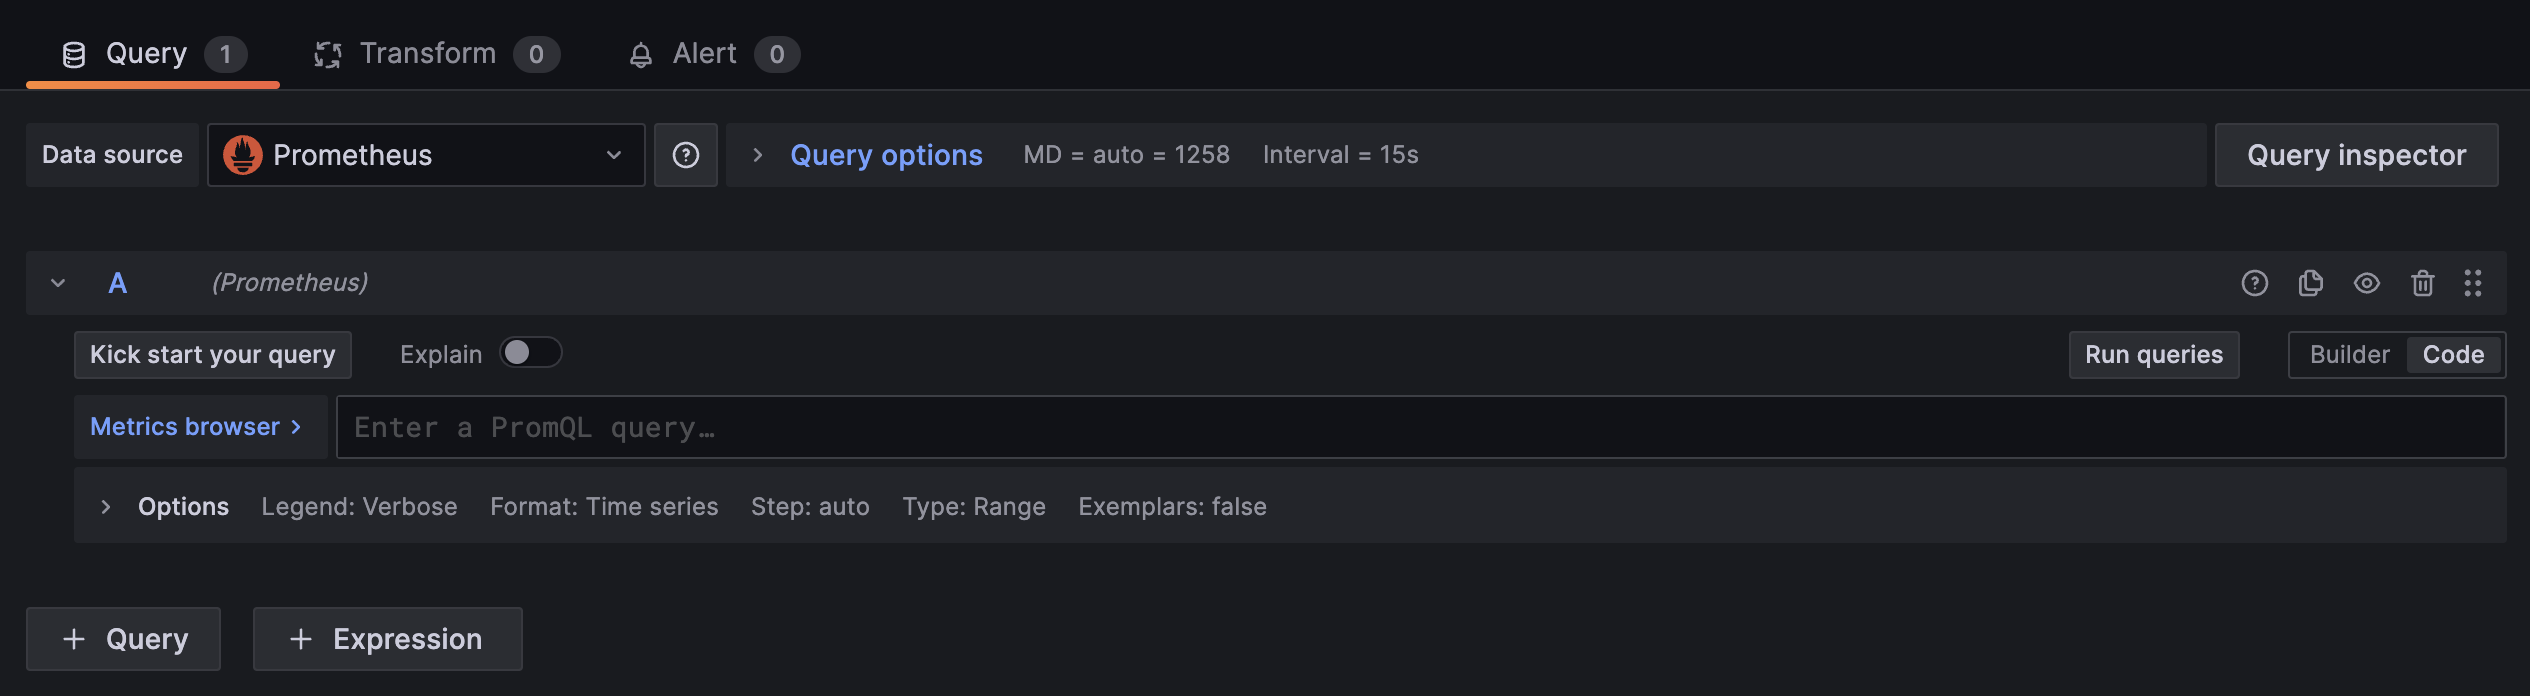 Query 1 Transform 0 Alert 0
Data source Prometheus ? Query options MD = auto = 1258 Interval = 15s Query inspector
A (Prometheus) ?
Kick start your query Explain Run queries Builder Code
Metrics browser > Enter a PromQL query…
Options Legend: Verbose Format: Time series Step: auto Type: Range Exemplars: false
+ Query + Expression